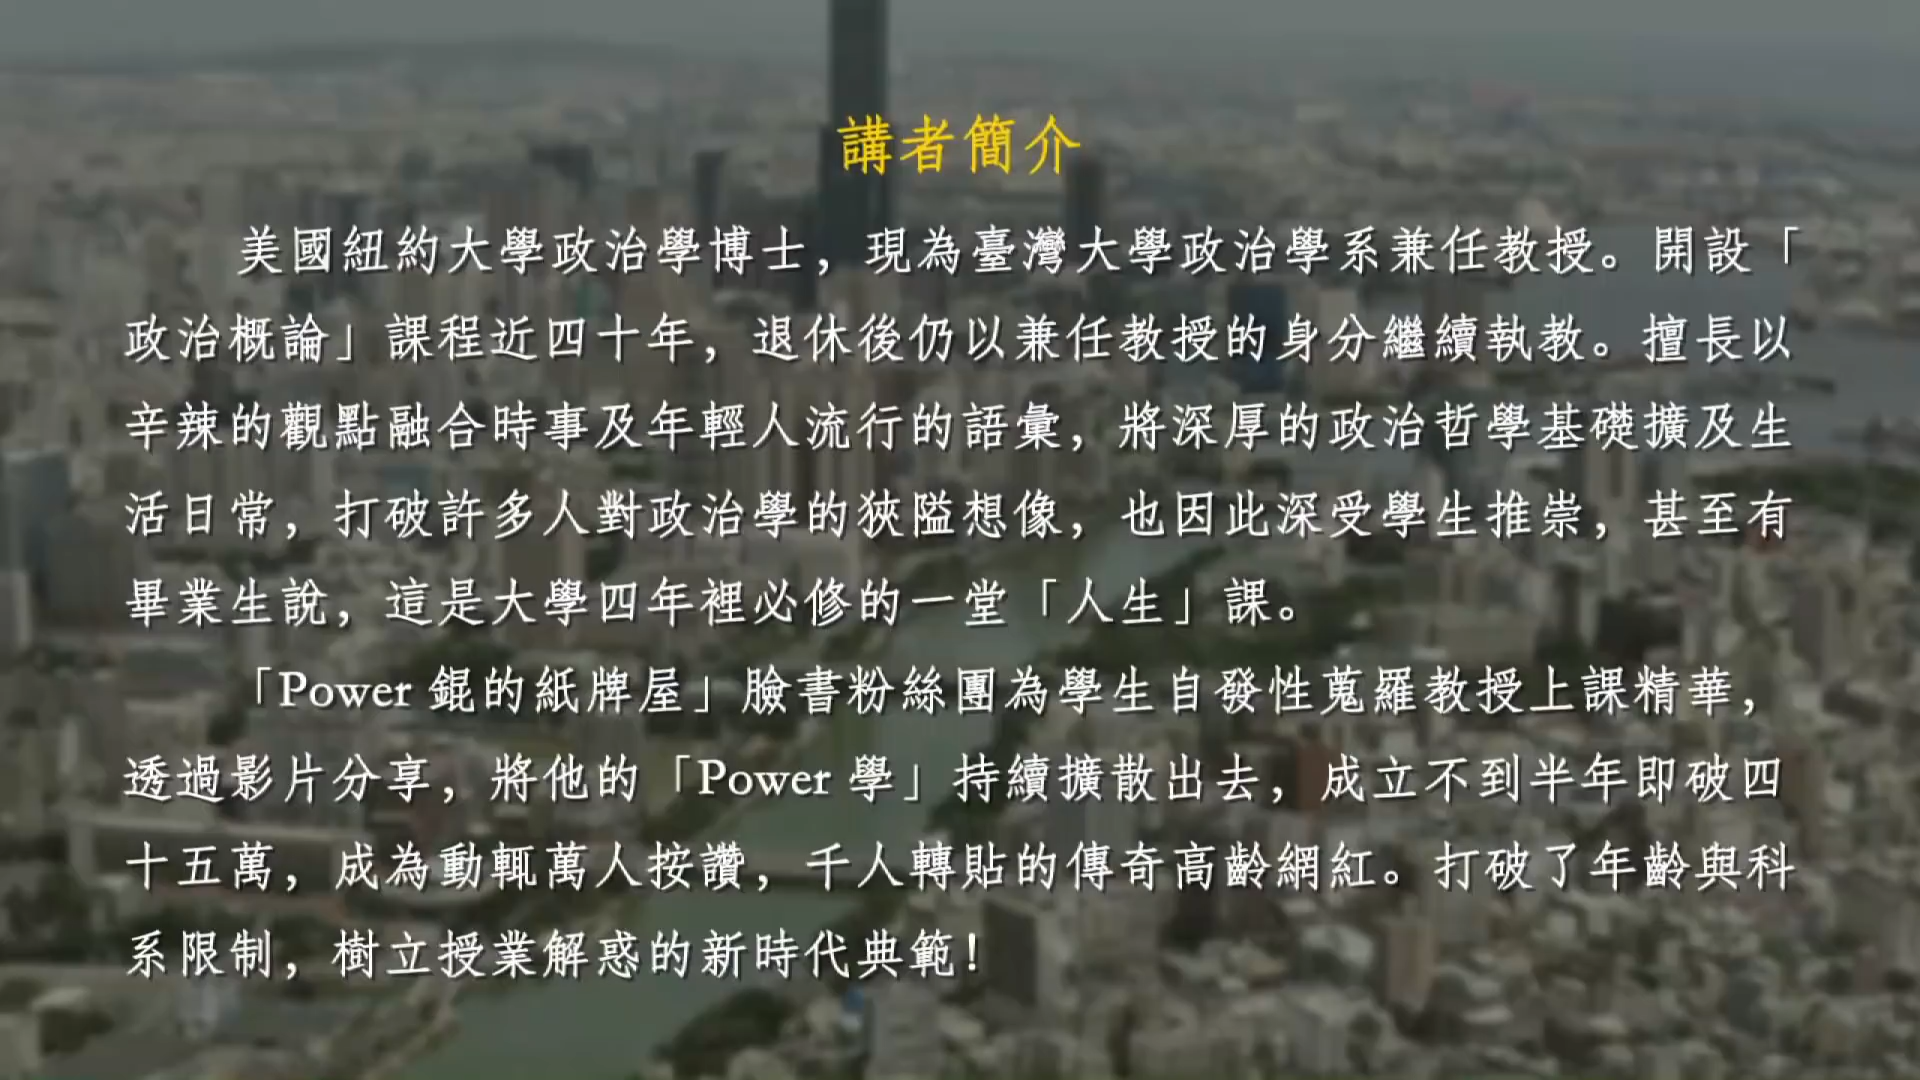 講者簡介
美國紐約大學政治學博士，現為臺灣大學政治學系兼任教授。開設「
政治概論」課程近四十年，退休後仍以兼任教授的身分繼續執教。擅長以
辛辣的觀點融合時事及年輕人流行的語彙，將深厚的政治哲學基礎擴及生
活日常，打破許多人對政治學的狹隘想像，也因此深受學生推崇，甚至有
畢業生說，這是大學四年裡必修的一堂「人生」課。
「Power 錕的紙牌屋」臉書粉絲團為學生自發性蒐羅教授上課精華，
透過影片分享，將他的「Power 學」持續擴散出去，成立不到半年即破四
十五萬，成為動輒萬人按讚，千人轉貼的傳奇高齡網紅。打破了年齡與科
系限制，樹立授業解惑的新時代典範！